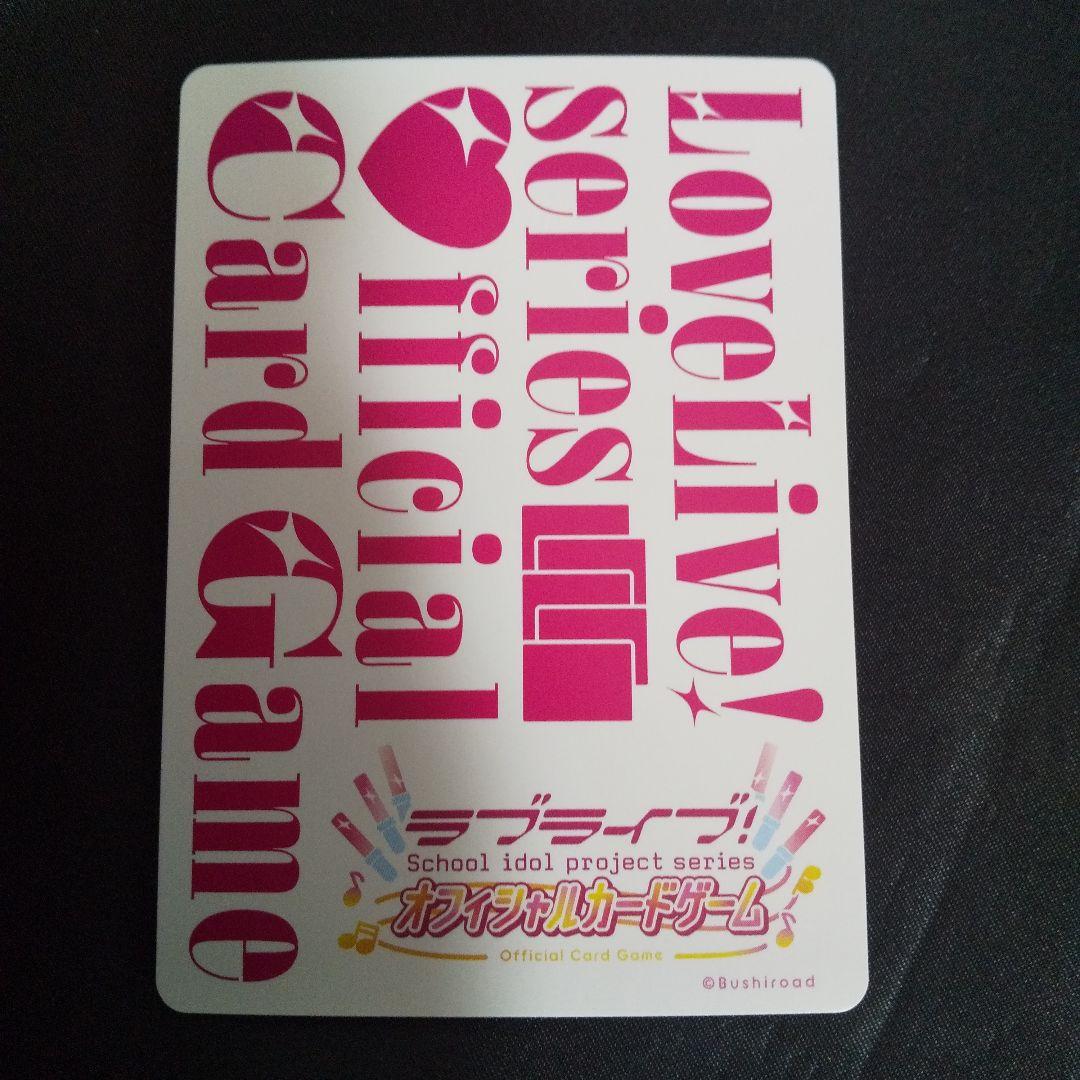 LoveLive!
series
Official
Card Game
ラブライブ!
School idol project series
オフィシャルカードゲーム
Official Card Game
©Bushiroad